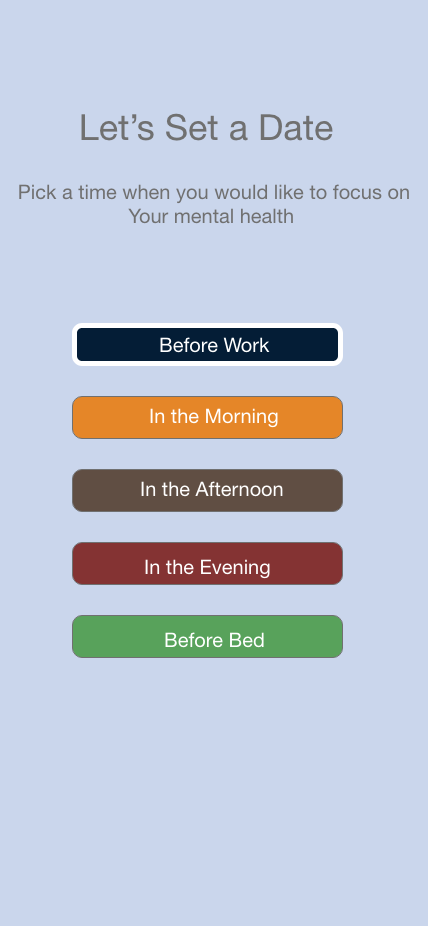 Let’s Set a Date
Pick a time when you would like to focus on
Your mental health
Before Work
In the Morning
In the Afternoon
In the Evening
Before Bed